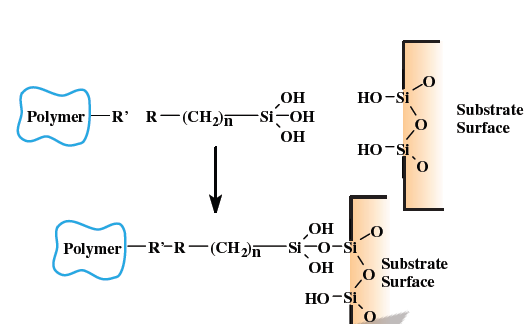 OH
HO–Si
O
Polymer—R’ R—(CH₂)n—Si—OH
Substrate
Surface
O
OH
HO–Si
O
OH
O
Polymer—R’-R—(CH₂)n—Si—O—Si
Substrate
Surface
OH
O
HO–Si
O